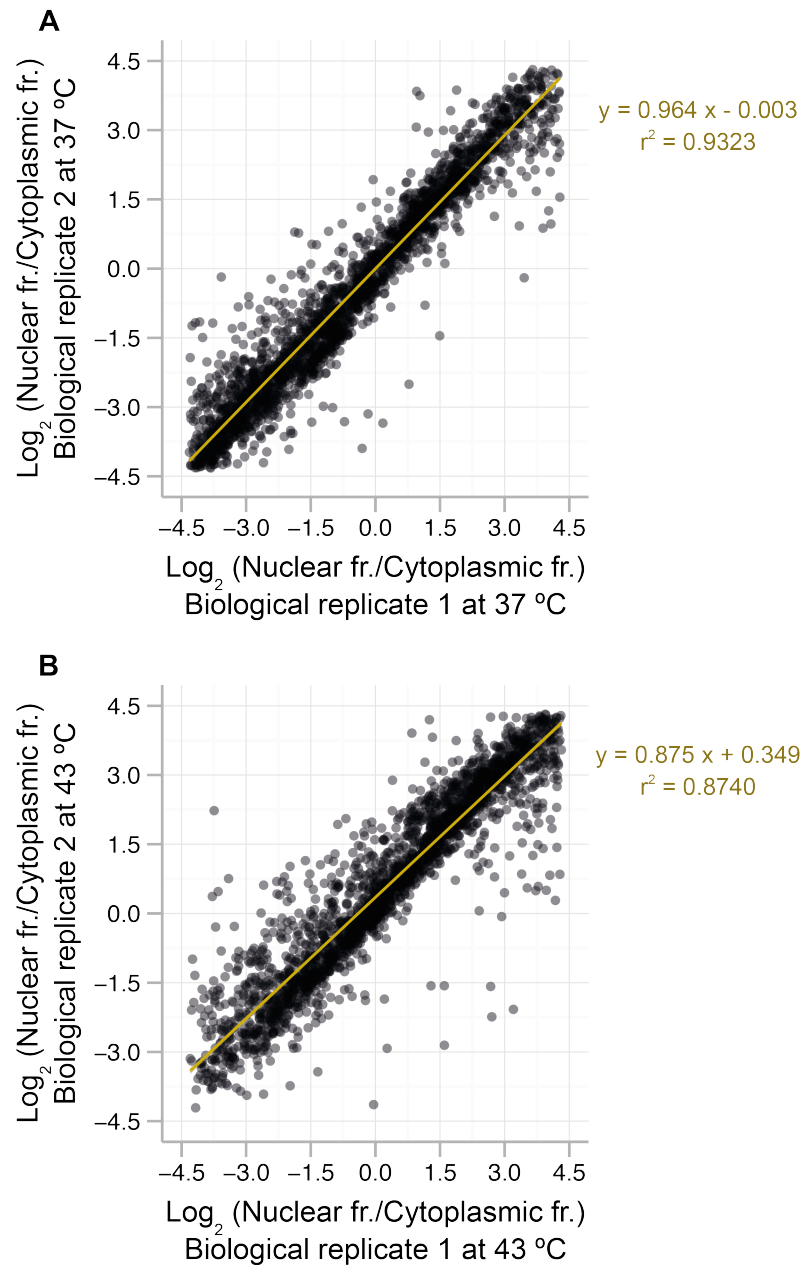 A
Log2 (Nuclear fr./Cytoplasmic fr.)
Biological replicate 2 at 37 ºC
4.5
3.0
1.5
0.0
−1.5
−3.0
−4.5
y = 0.964 x - 0.003
r2 = 0.9323
−4.5 −3.0 −1.5 0.0 1.5 3.0 4.5
Log2 (Nuclear fr./Cytoplasmic fr.)
Biological replicate 1 at 37 ºC
B
Log2 (Nuclear fr./Cytoplasmic fr.)
Biological replicate 2 at 43 ºC
4.5
3.0
1.5
0.0
−1.5
−3.0
−4.5
y = 0.875 x + 0.349
r2 = 0.8740
−4.5 −3.0 −1.5 0.0 1.5 3.0 4.5
Log2 (Nuclear fr./Cytoplasmic fr.)
Biological replicate 1 at 43 ºC